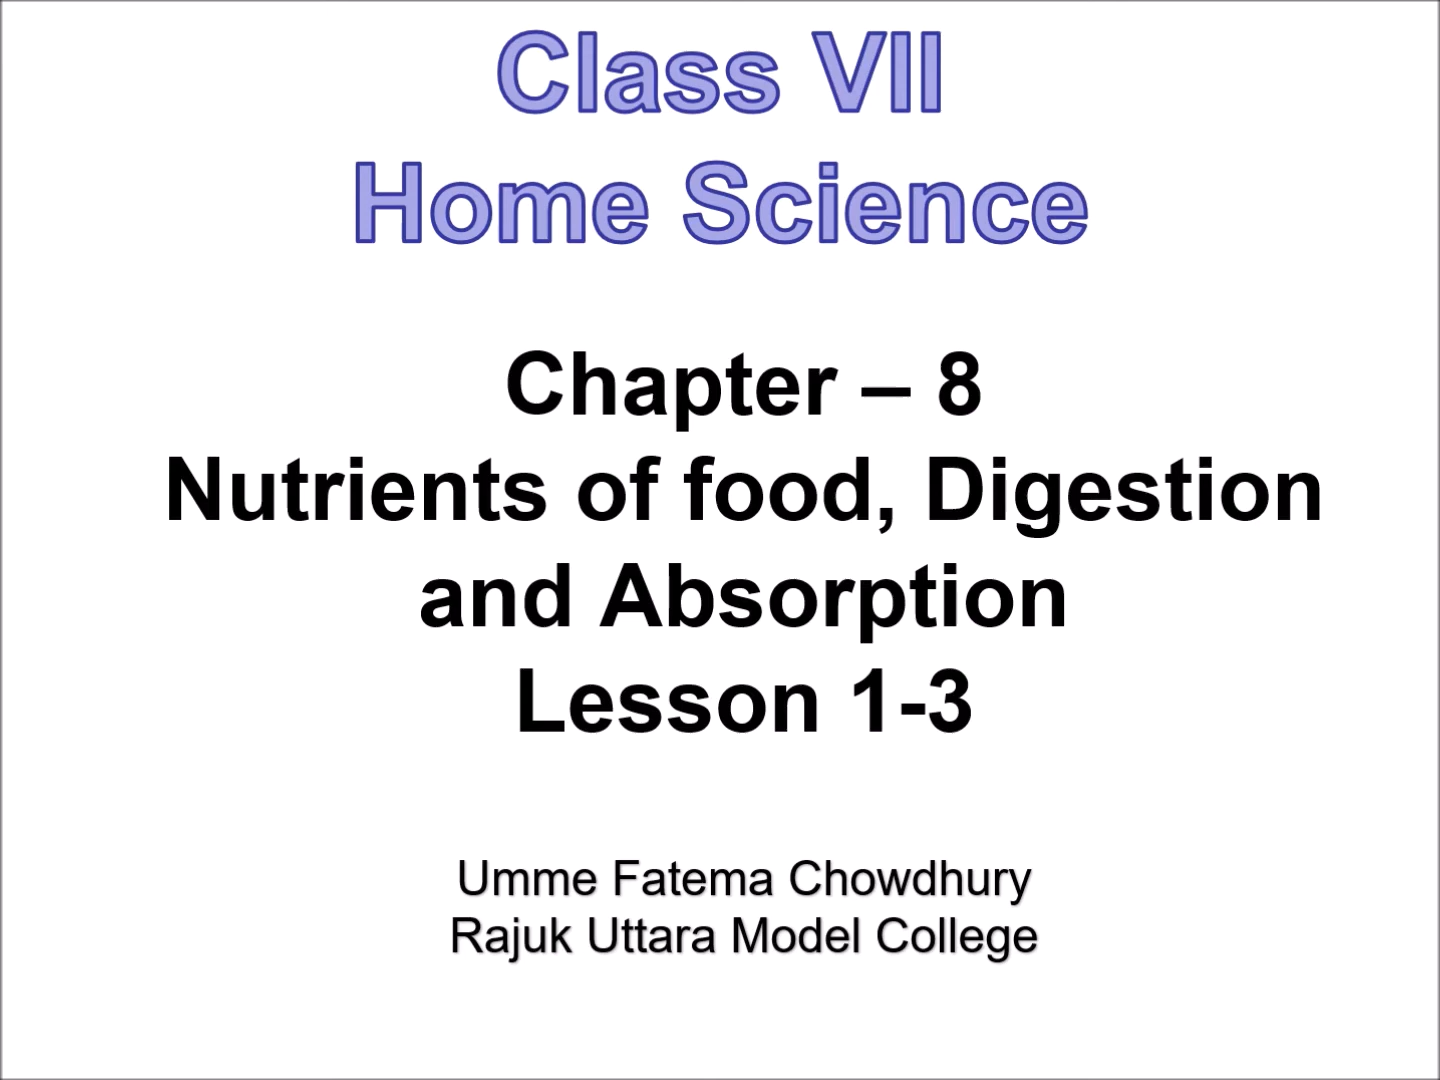 Class VII
Home Science
Chapter – 8
Nutrients of food, Digestion
and Absorption
Lesson 1-3
Umme Fatema Chowdhury
Rajuk Uttara Model College